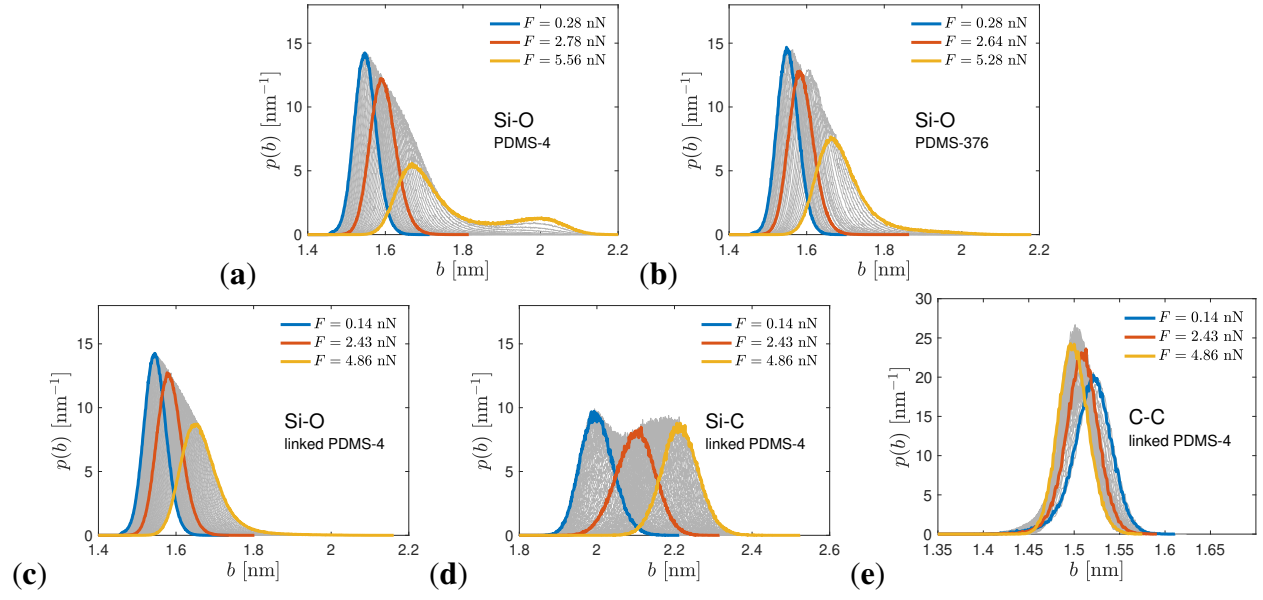 F = 0.28 nN
F = 2.78 nN
F = 5.56 nN
Si-O
PDMS-4
p(b) [nm⁻¹]
0
5
10
15
1.4 1.6 1.8 2 2.2
b [nm]
(a)
F = 0.28 nN
F = 2.64 nN
F = 5.28 nN
Si-O
PDMS-376
p(b) [nm⁻¹]
0
5
10
15
1.4 1.6 1.8 2 2.2
b [nm]
(b)
F = 0.14 nN
F = 2.43 nN
F = 4.86 nN
Si-O
linked PDMS-4
p(b) [nm⁻¹]
0
5
10
15
1.4 1.6 1.8 2 2.2
b [nm]
(c)
F = 0.14 nN
F = 2.43 nN
F = 4.86 nN
Si-C
linked PDMS-4
p(b) [nm⁻¹]
0
5
10
15
1.8 2 2.2 2.4 2.6
b [nm]
(d)
F = 0.14 nN
F = 2.43 nN
F = 4.86 nN
C-C
linked PDMS-4
p(b) [nm⁻¹]
0
5
10
15
20
25
30
1.35 1.4 1.45 1.5 1.55 1.6 1.65
b [nm]
(e)